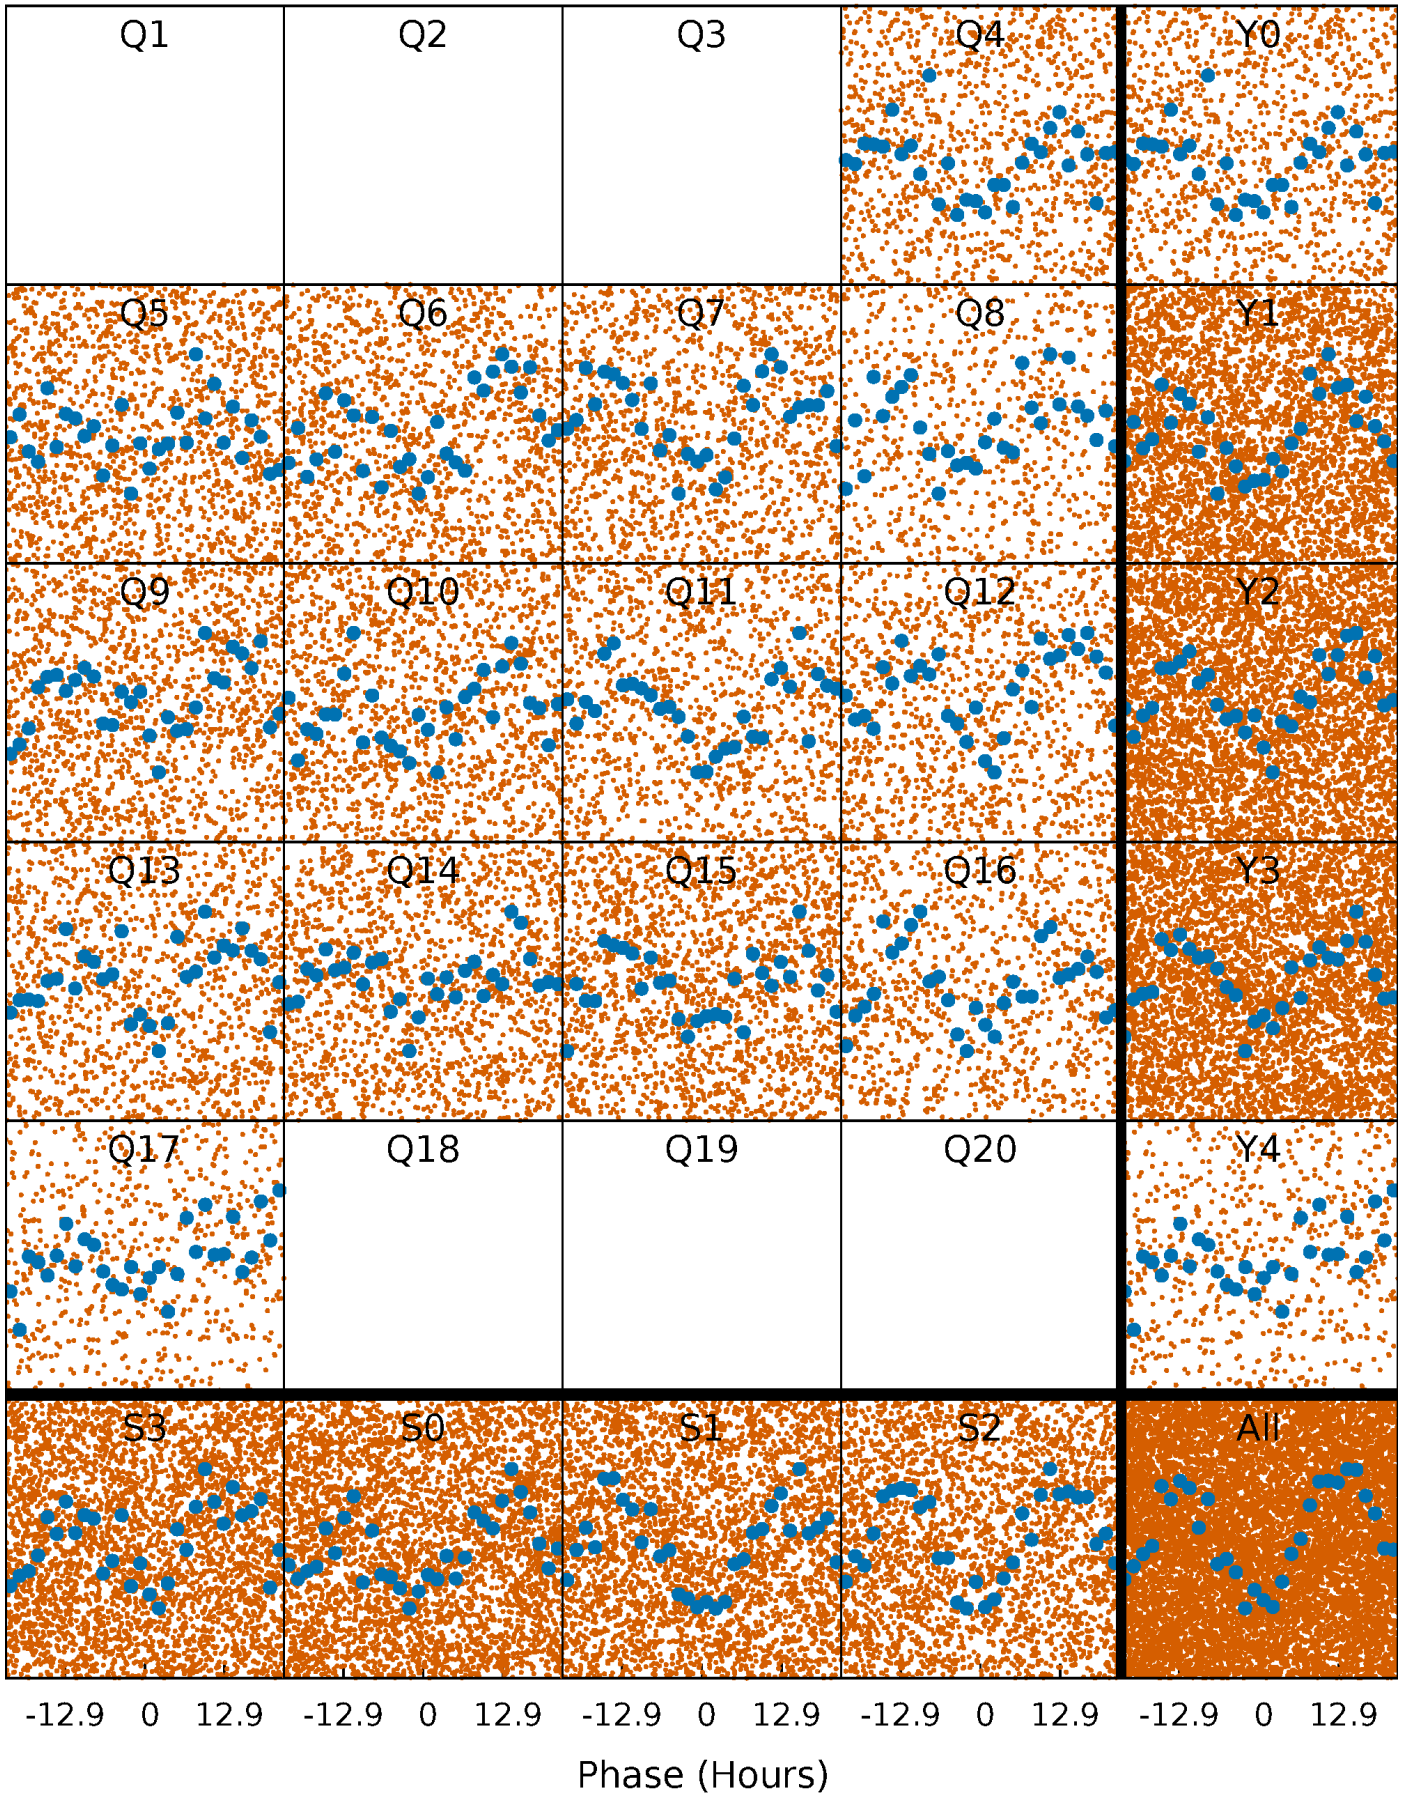 Q1 Q2 Q3 Q4 Y0
Q5 Q6 Q7 Q8 Y1
Q9 Q10 Q11 Q12 Y2
Q13 Q14 Q15 Q16 Y3
Q17 Q18 Q19 Q20 Y4
S3 S0 S1 S2 All
-12.9 0 12.9 -12.9 0 12.9 -12.9 0 12.9 -12.9 0 12.9 -12.9 0 12.9
Phase (Hours)